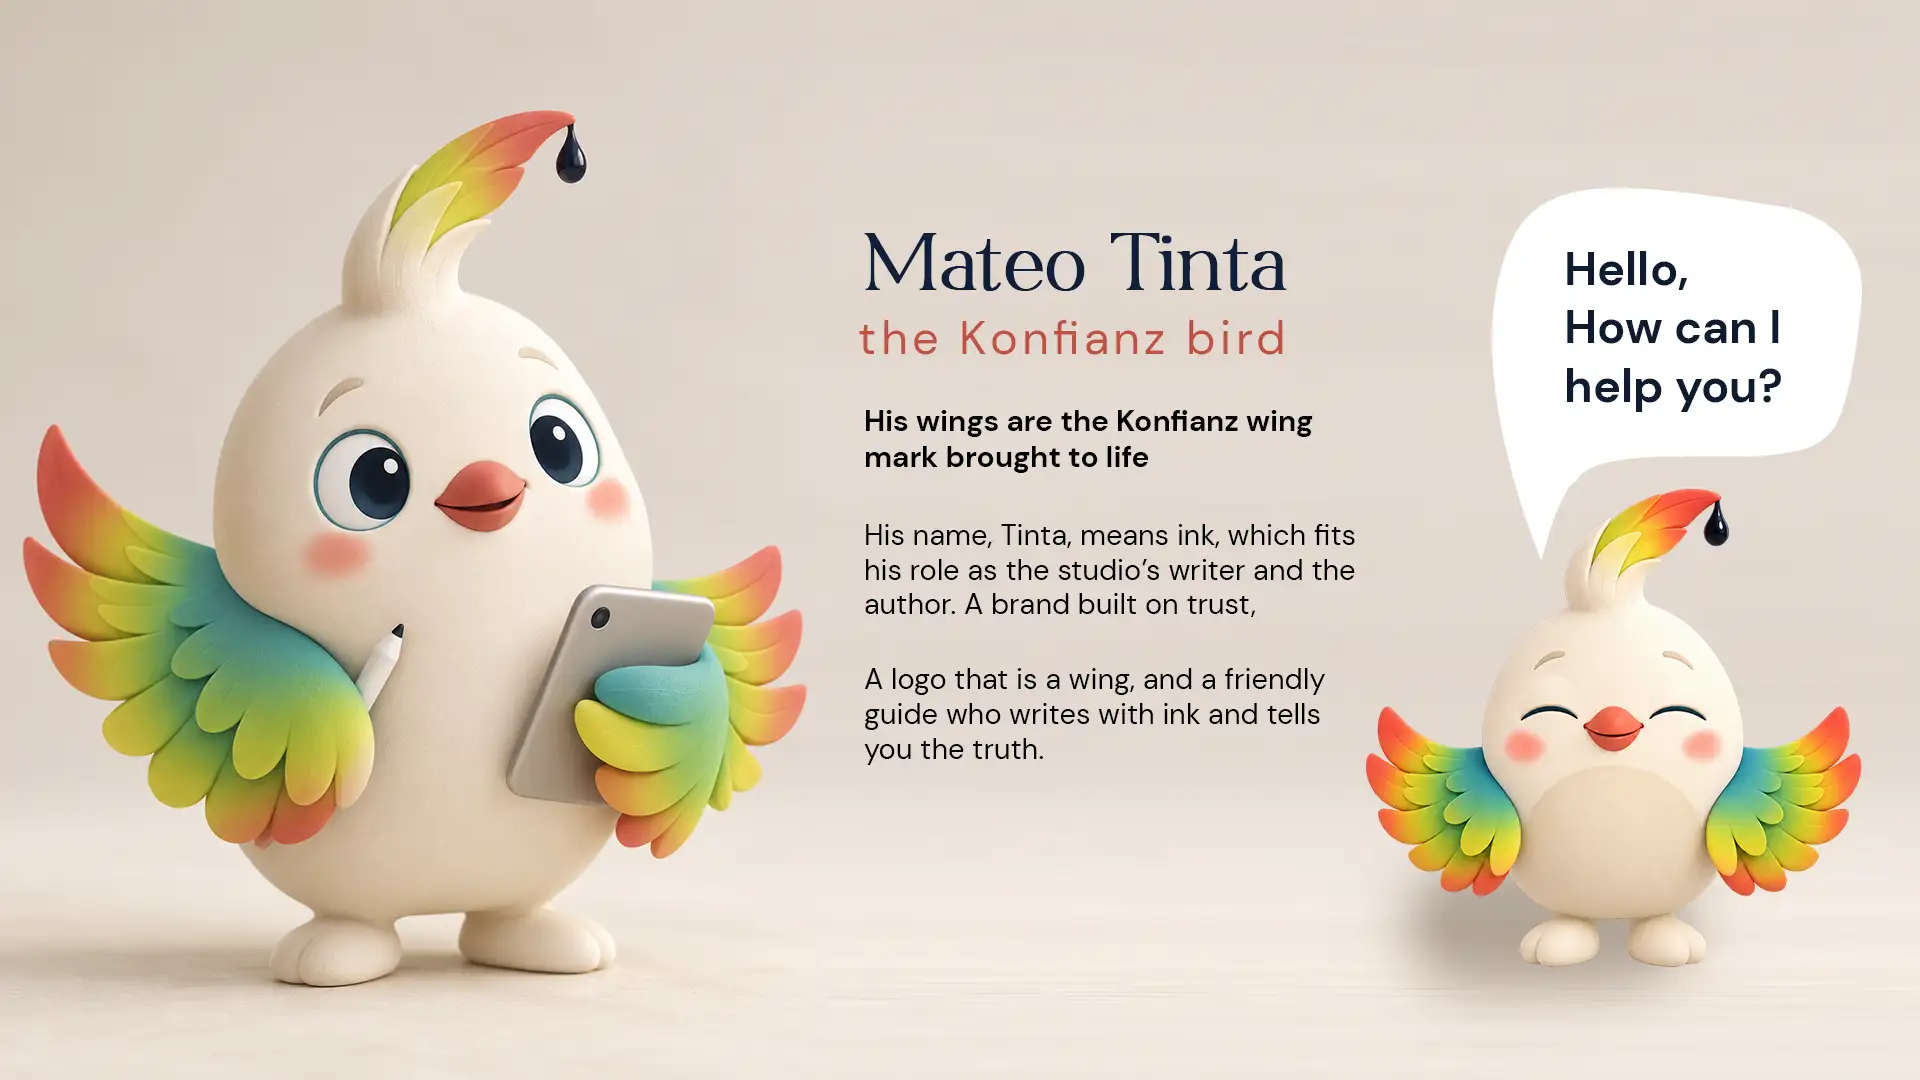 Mateo Tinta
the Konfianz bird
His wings are the Konfianz wing
mark brought to life
His name, Tinta, means ink, which fits
his role as the studio’s writer and the
author. A brand built on trust,
A logo that is a wing, and a friendly
guide who writes with ink and tells
you the truth.
Hello,
How can I
help you?